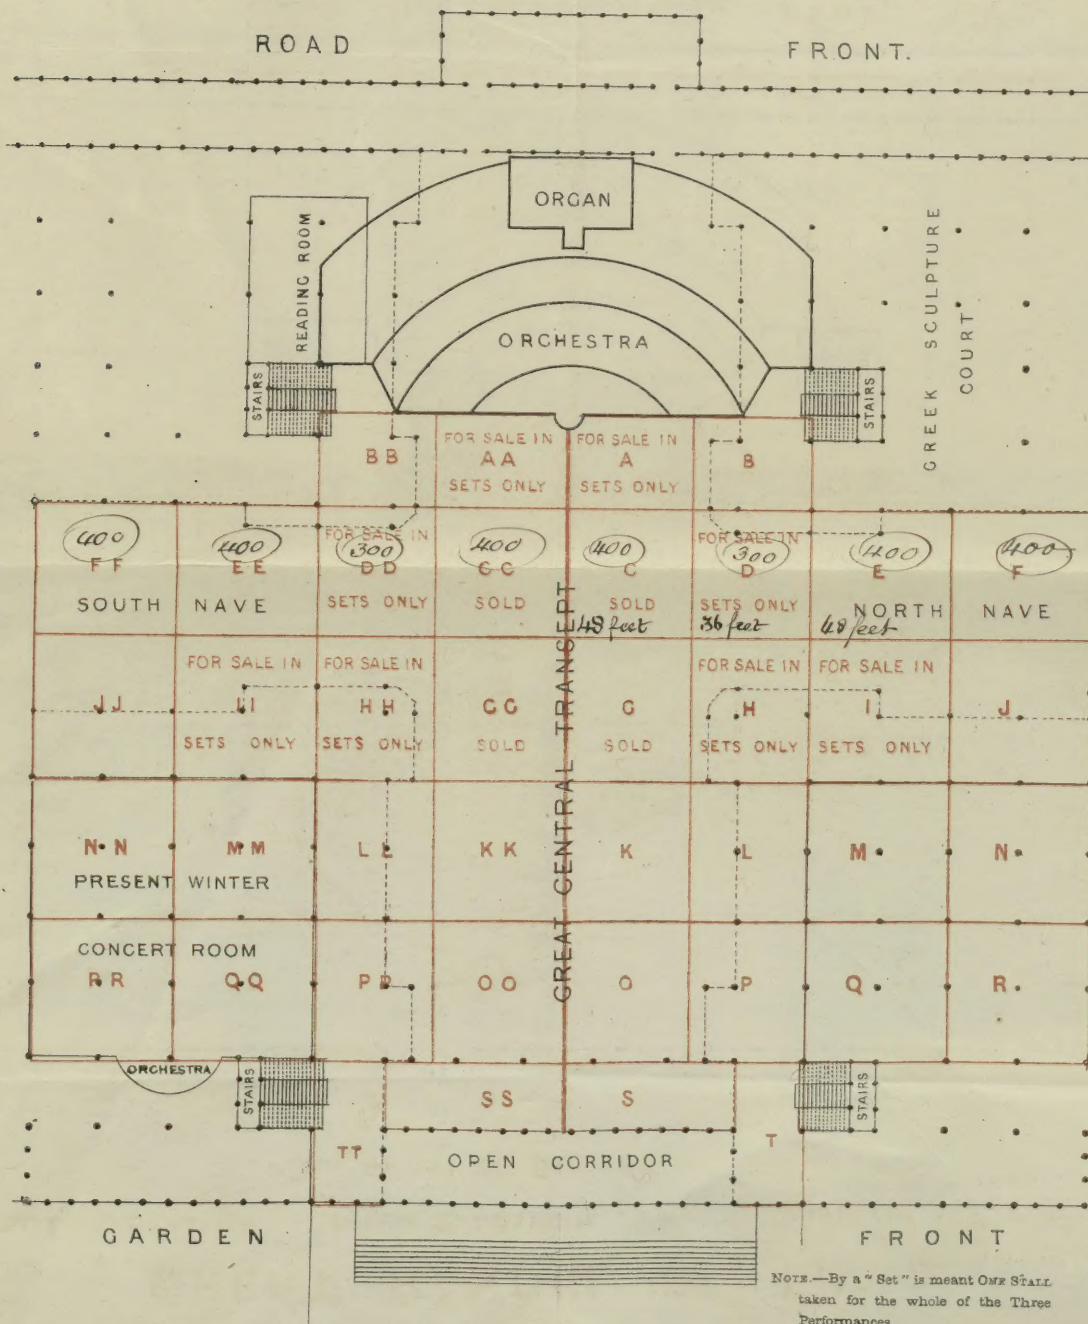 ROAD FRONT.
ORGAN
READING ROOM
ORCHESTRA
GREEK SCULPTURE
COURT
STAIRS
STAIRS
FOR SALE IN FOR SALE IN
BB AA A B
SETS ONLY SETS ONLY
FOR SALE IN FOR SALE IN
400 400 300 400 400 300 400 400
FF EE DD CC C D E F
SOUTH NAVE SETS ONLY SOLD SOLD SETS ONLY NORTH NAVE
48 feet 36 feet 48 feet
GREAT CENTRAL TRANSEPT
FOR SALE IN FOR SALE IN FOR SALE IN FOR SALE IN
JJ II HH GG G H I J
SETS ONLY SETS ONLY SOLD SOLD SETS ONLY SETS ONLY
NN MM LL KK K L M N
PRESENT WINTER
CONCERT ROOM
RR QQ PP OO O P Q R
ORCHESTRA
STAIRS
STAIRS
SS S
TT T
OPEN CORRIDOR
GARDEN FRONT
NOTE.—By a "Set" is meant ONE STALL
taken for the whole of the Three
Performances